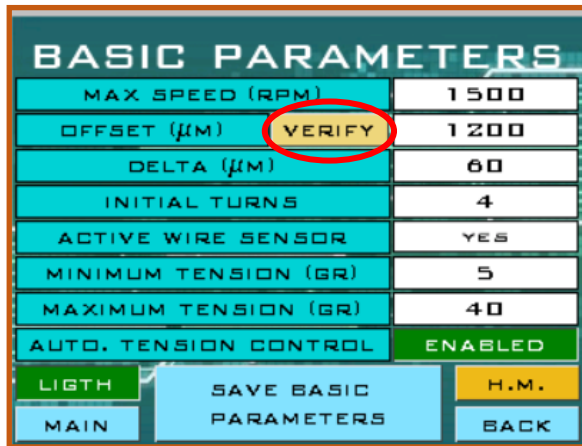 BASIC PARAMETERS
MAX SPEED (RPM) 1500
OFFSET (µM) VERIFY 1200
DELTA (µM) 60
INITIAL TURNS 4
ACTIVE WIRE SENSOR YES
MINIMUM TENSION (GR) 5
MAXIMUM TENSION (GR) 40
AUTO. TENSION CONTROL ENABLED
LIGTH
SAVE BASIC
PARAMETERS
H.M.
MAIN
BACK